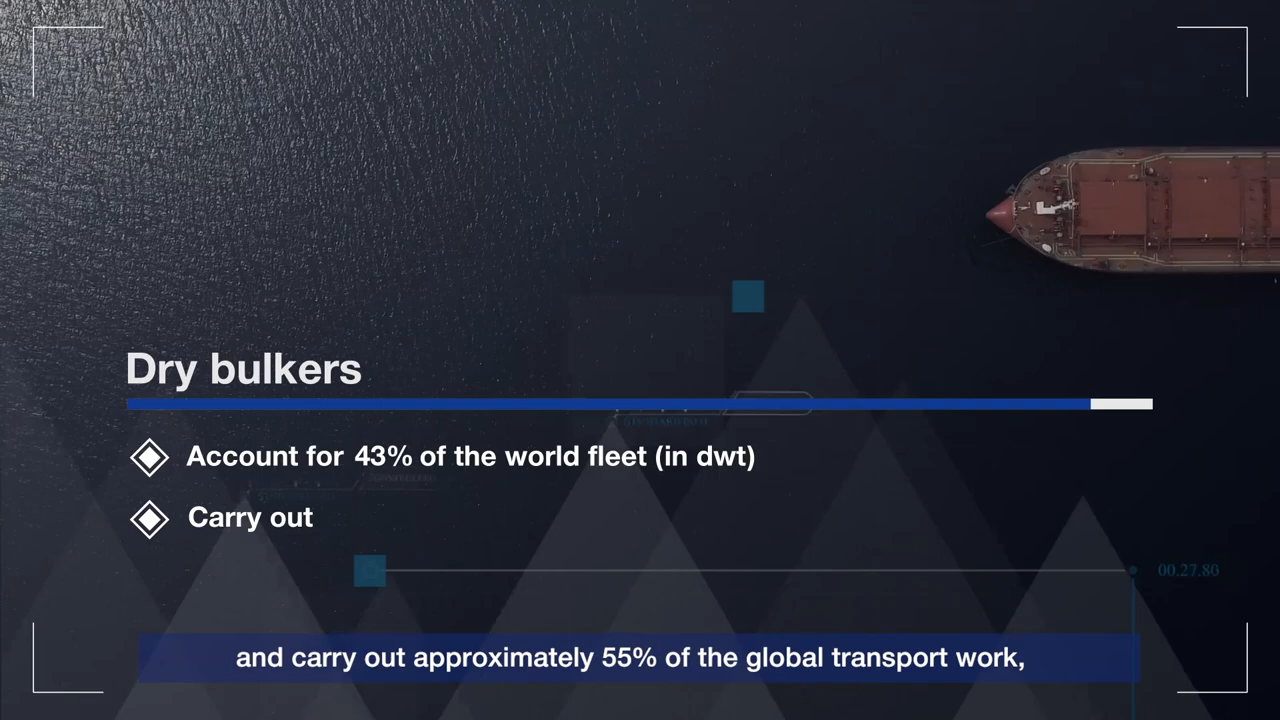 Dry bulkers
Account for 43% of the world fleet (in dwt)
Carry out
00.27.80
and carry out approximately 55% of the global transport work,